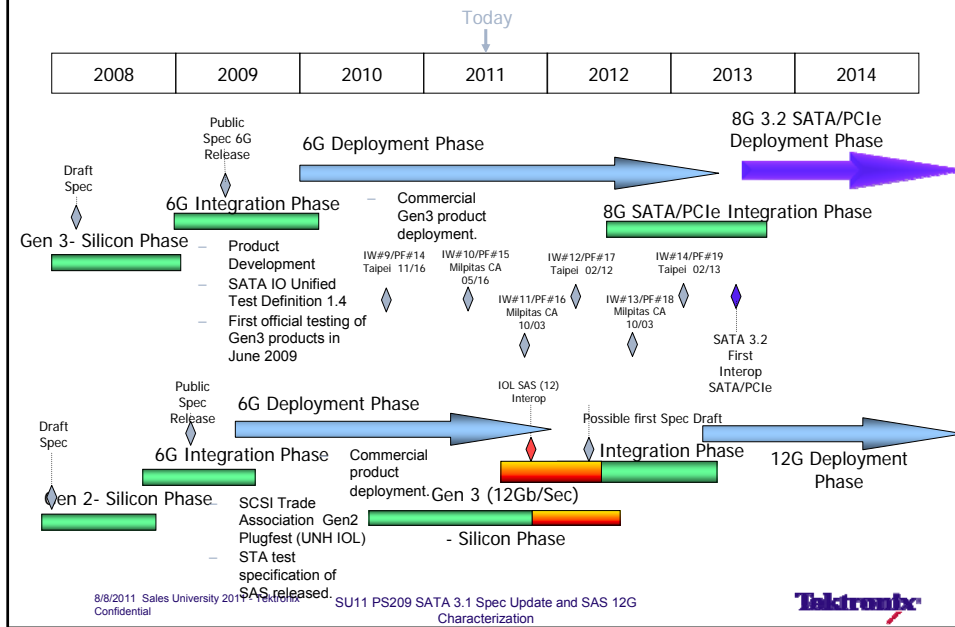 Today
2008 2009 2010 2011 2012 2013 2014
Public
Spec 6G
Release
Draft
Spec
6G Deployment Phase
8G 3.2 SATA/PCIe
Deployment Phase
6G Integration Phase
Gen 3- Silicon Phase
– Commercial
Gen3 product
deployment.
8G SATA/PCIe Integration Phase
– Product
Development
– SATA IO Unified
Test Definition 1.4
– First official testing of
Gen3 products in
June 2009
IW#9/PF#14
Taipei 11/16
IW#10/PF#15
Milpitas CA
05/16
IW#11/PF#16
Milpitas CA
10/03
IW#12/PF#17
Taipei 02/12
IW#13/PF#18
Milpitas CA
10/03
IW#14/PF#19
Taipei 02/13
SATA 3.2
First
Interop
SATA/PCIe
Public
Spec
Release
Draft
Spec
6G Deployment Phase
IOL SAS (12)
Interop
Possible first Spec Draft
6G Integration Phase
– Commercial
product
deployment.
Integration Phase
12G Deployment
Phase
Gen 2- Silicon Phase
Gen 3 (12Gb/Sec)
- Silicon Phase
– SCSI Trade
Association Gen2
Plugfest (UNH IOL)
– STA test
specification of
SAS released.
8/8/2011 Sales University 2011 - Tektronix
Confidential
SU11 PS209 SATA 3.1 Spec Update and SAS 12G
Characterization
Tektronix